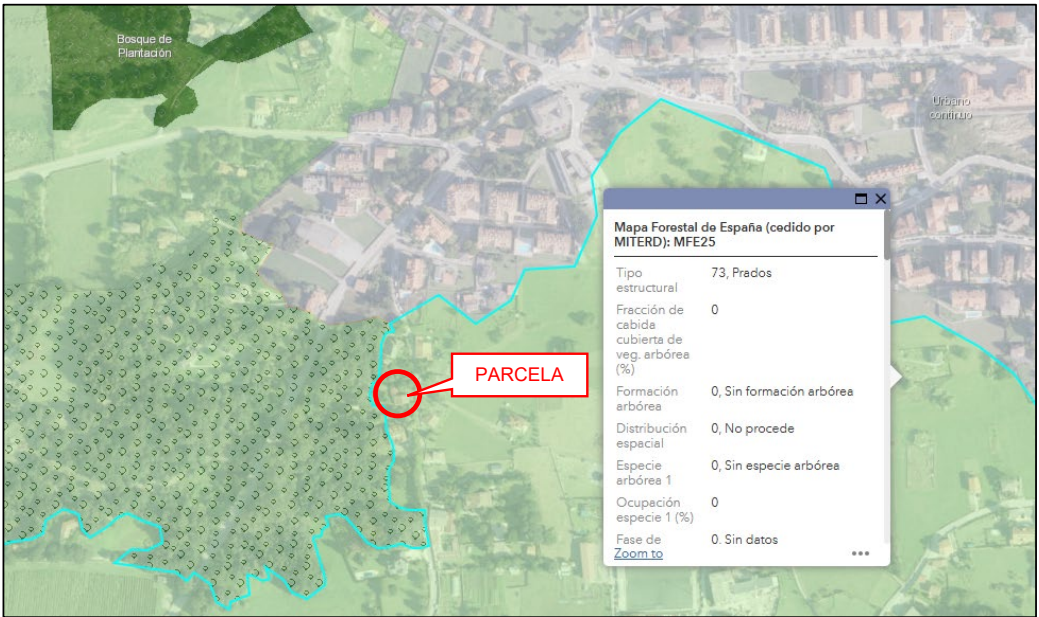 Bosque de
Plantación
Urbano
continuo
PARCELA
Mapa Forestal de España (cedido por
MITERD): MFE25
Tipo
estructural
73, Prados
Fracción de
cabida
cubierta de
veg. arbórea
(%)
0
Formación
arbórea
0, Sin formación arbórea
Distribución
espacial
0, No procede
Especie
arbórea 1
0, Sin especie arbórea
Ocupación
especie 1 (%)
0
Fase de
0. Sin datos
Zoom to